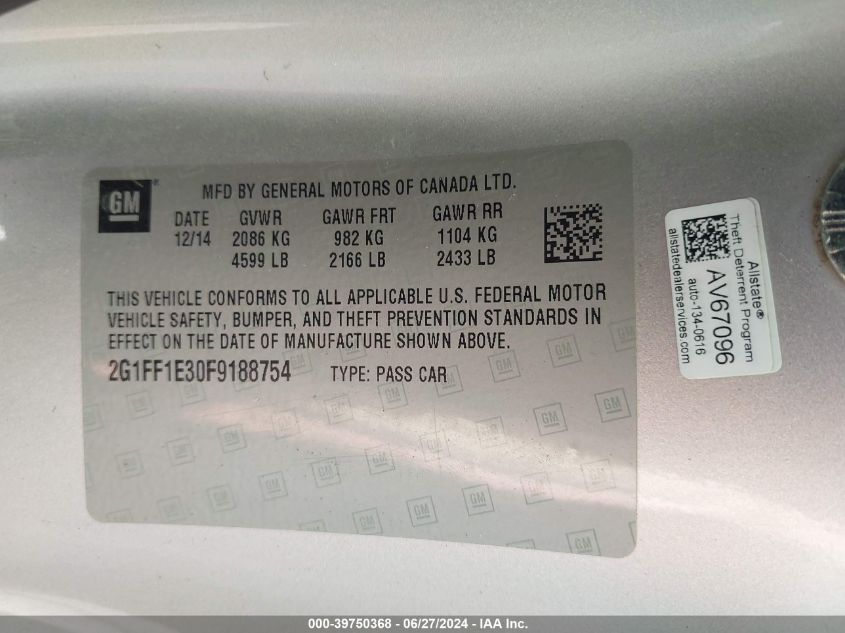 GM
MFD BY GENERAL MOTORS OF CANADA LTD.
DATE GVWR GAWR FRT GAWR RR
12/14 2086 KG 982 KG 1104 KG
4599 LB 2166 LB 2433 LB
THIS VEHICLE CONFORMS TO ALL APPLICABLE U.S. FEDERAL MOTOR
VEHICLE SAFETY, BUMPER, AND THEFT PREVENTION STANDARDS IN
EFFECT ON THE DATE OF MANUFACTURE SHOWN ABOVE.
2G1FF1E30F9188754 TYPE: PASS CAR
Allstate®
Theft Deterrent Program
AV67096
auto-134-0616
allstatedealerservices.com
000-39750368 - 06/27/2024 - IAA Inc.